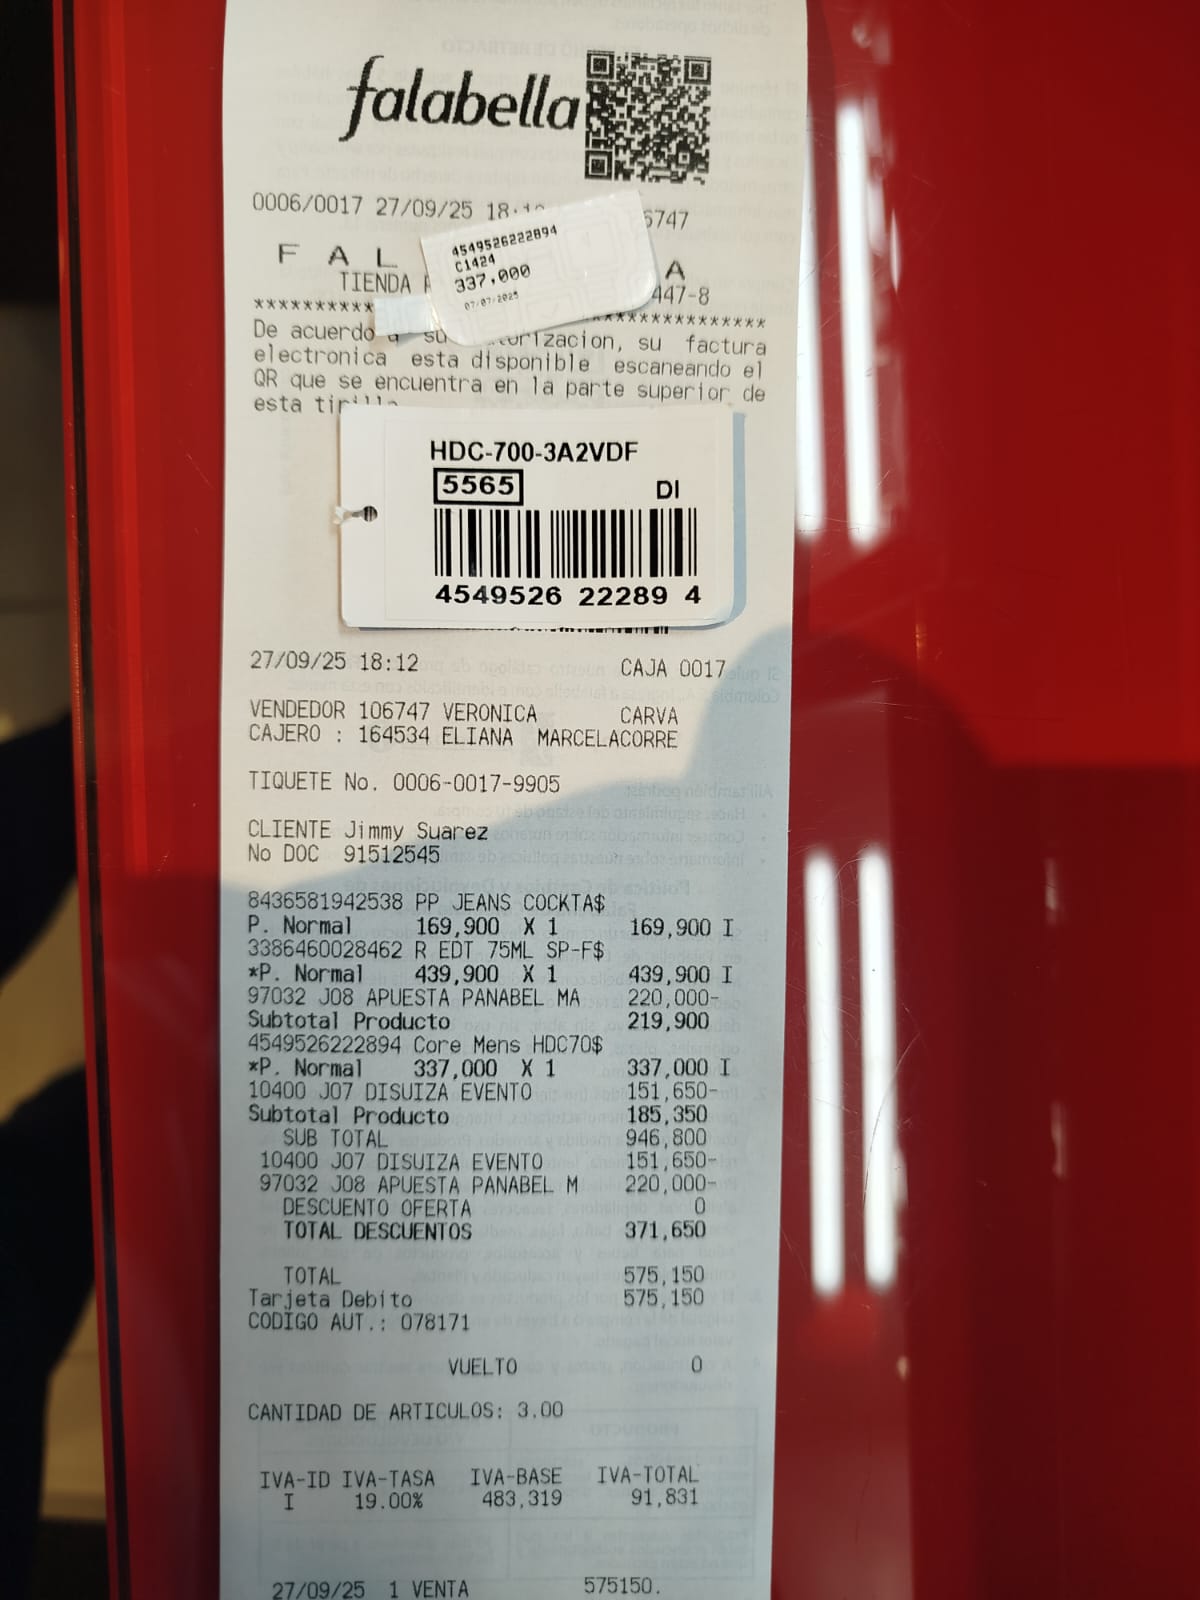 falabella
0006/0017 27/09/25 6747
4549526222894
C1424
337,000
07/07/2025
F A L A
TIENDA 447-8
De acuerdo a su autorizacion, su factura
electronica esta disponible escaneando el
QR que se encuentra en la parte superior de
esta
HDC-700-3A2VDF
5565 DI
4549526 22289 4
27/09/25 18:12 CAJA 0017
VENDEDOR 106747 VERONICA CARVA
CAJERO : 164534 ELIANA MARCELACORRE
TIQUETE No. 0006-0017-9905
CLIENTE Jimmy Suarez
No DOC 91512545
8436581942538 PP JEANS COCKTA$
P. Normal 169,900 X 1 169,900 I
3386460028462 R EDT 75ML SP-F$
*P. Normal 439,900 X 1 439,900 I
97032 J08 APUESTA PANABEL MA 220,000-
Subtotal Producto 219,900
4549526222894 Core Mens HDC70$
*P. Normal 337,000 X 1 337,000 I
10400 J07 DISUIZA EVENTO 151,650-
Subtotal Producto 185,350
SUB TOTAL 946,800
10400 J07 DISUIZA EVENTO 151,650-
97032 J08 APUESTA PANABEL M 220,000-
DESCUENTO OFERTA 0
TOTAL DESCUENTOS 371,650
TOTAL 575,150
Tarjeta Debito 575,150
CODIGO AUT.: 078171
VUELTO 0
CANTIDAD DE ARTICULOS: 3.00
IVA-ID IVA-TASA IVA-BASE IVA-TOTAL
I 19.00% 483,319 91,831
27/09/25 1 VENTA 575150.